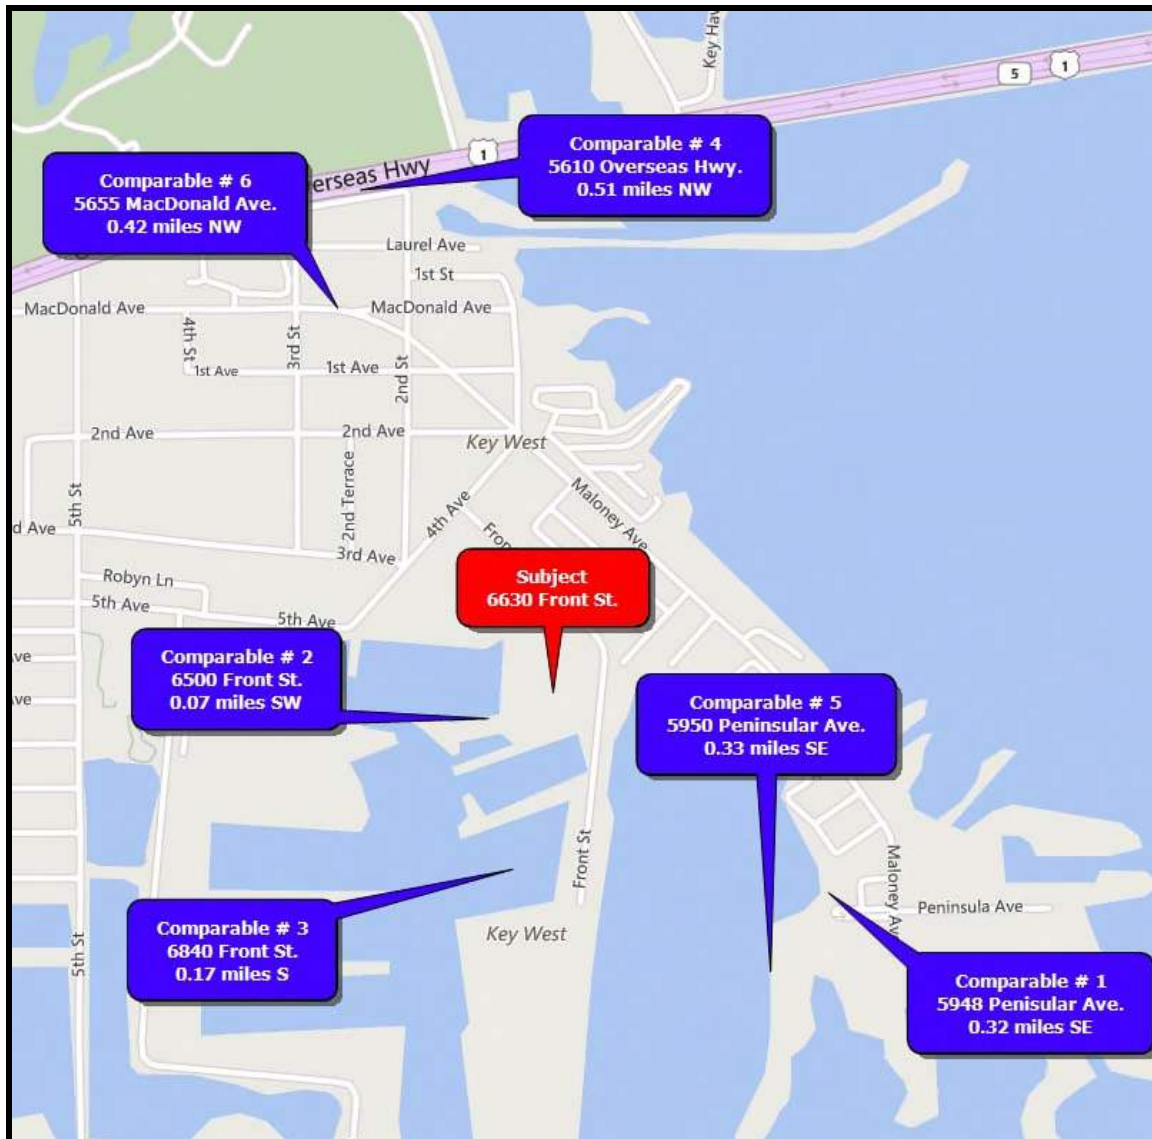 Key Hav
5
1
1
Comparable # 4
5610 Overseas Hwy.
0.51 miles NW
erseas Hwy
Comparable # 6
5655 MacDonald Ave.
0.42 miles NW
Laurel Ave
1st St
MacDonald Ave
MacDonald Ave
4th St
3rd St
2nd St
1st Ave
1st Ave
2nd Ave
2nd Ave
Key West
5th St
2nd Terrace
4th Ave
Maloney Ave
d Ave
3rd Ave
Fron
Robyn Ln
5th Ave
5th Ave
Subject
6630 Front St.
ve
ve
Comparable # 2
6500 Front St.
0.07 miles SW
Comparable # 5
5950 Peninsular Ave.
0.33 miles SE
Front St
Maloney Av
Peninsula Ave
Comparable # 3
6840 Front St.
0.17 miles S
Key West
5th St
Comparable # 1
5948 Penisular Ave.
0.32 miles SE